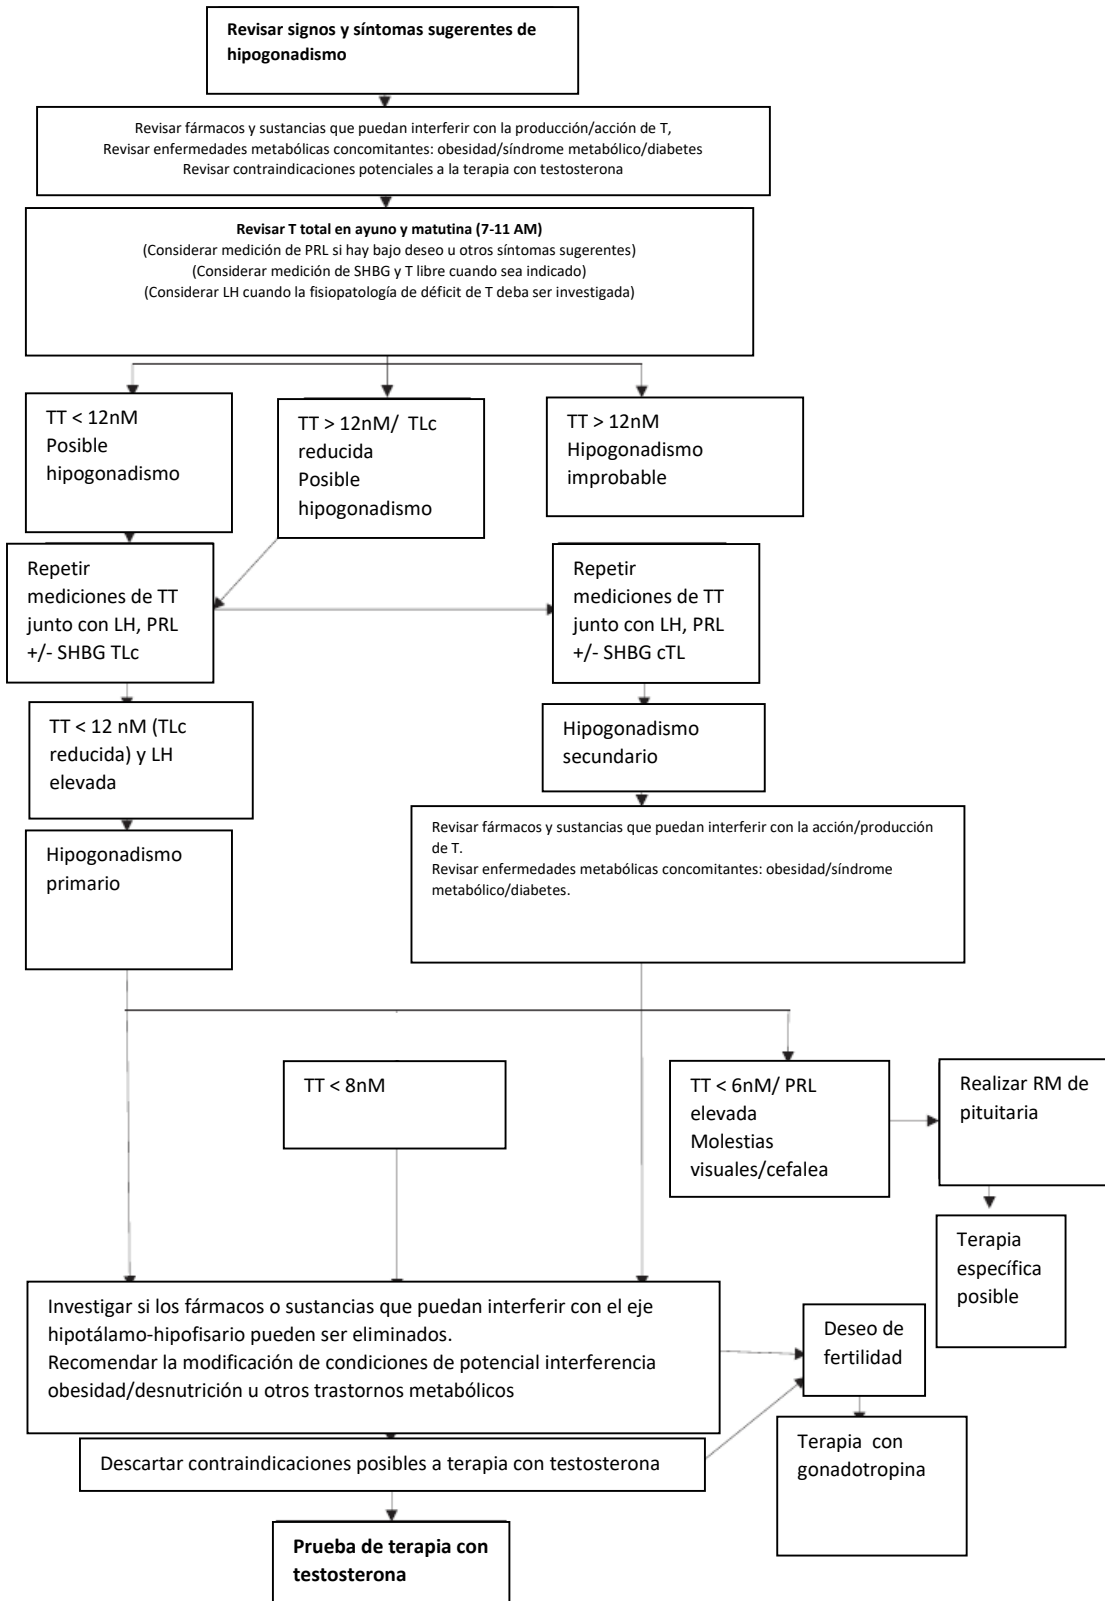 Revisar signos y síntomas sugerentes de
hipogonadismo
Revisar fármacos y sustancias que puedan interferir con la producción/acción de T,
Revisar enfermedades metabólicas concomitantes: obesidad/síndrome metabólico/diabetes
Revisar contraindicaciones potenciales a la terapia con testosterona
Revisar T total en ayuno y matutina (7-11 AM)
(Considerar medición de PRL si hay bajo deseo u otros síntomas sugerentes)
(Considerar medición de SHBG y T libre cuando sea indicado)
(Considerar LH cuando la fisiopatología de déficit de T deba ser investigada)
TT < 12nM
Posible
hipogonadismo
TT > 12nM/  TLc
reducida
Posible
hipogonadismo
TT > 12nM
Hipogonadismo
improbable
Repetir
mediciones de TT
junto con LH, PRL
+/- SHBG TLc
Repetir
mediciones de TT
junto con LH, PRL
+/- SHBG cTL
TT < 12 nM (TLc
reducida) y LH
elevada
Hipogonadismo
secundario
Hipogonadismo
primario
Revisar fármacos y sustancias que puedan interferir con la acción/producción
de T.
Revisar enfermedades metabólicas concomitantes: obesidad/síndrome
metabólico/diabetes.
TT < 8nM
TT < 6nM/ PRL
elevada
Molestias
visuales/cefalea
Realizar RM de
pituitaria
Terapia
específica
posible
Investigar si los fármacos o sustancias que puedan interferir con el eje
hipotálamo-hipofisario pueden ser eliminados.
Recomendar la modificación de condiciones de potencial interferencia
obesidad/desnutrición u otros trastornos metabólicos
Deseo de
fertilidad
Descartar contraindicaciones posibles a terapia con testosterona
Terapia  con
gonadotropina
Prueba de terapia con
testosterona